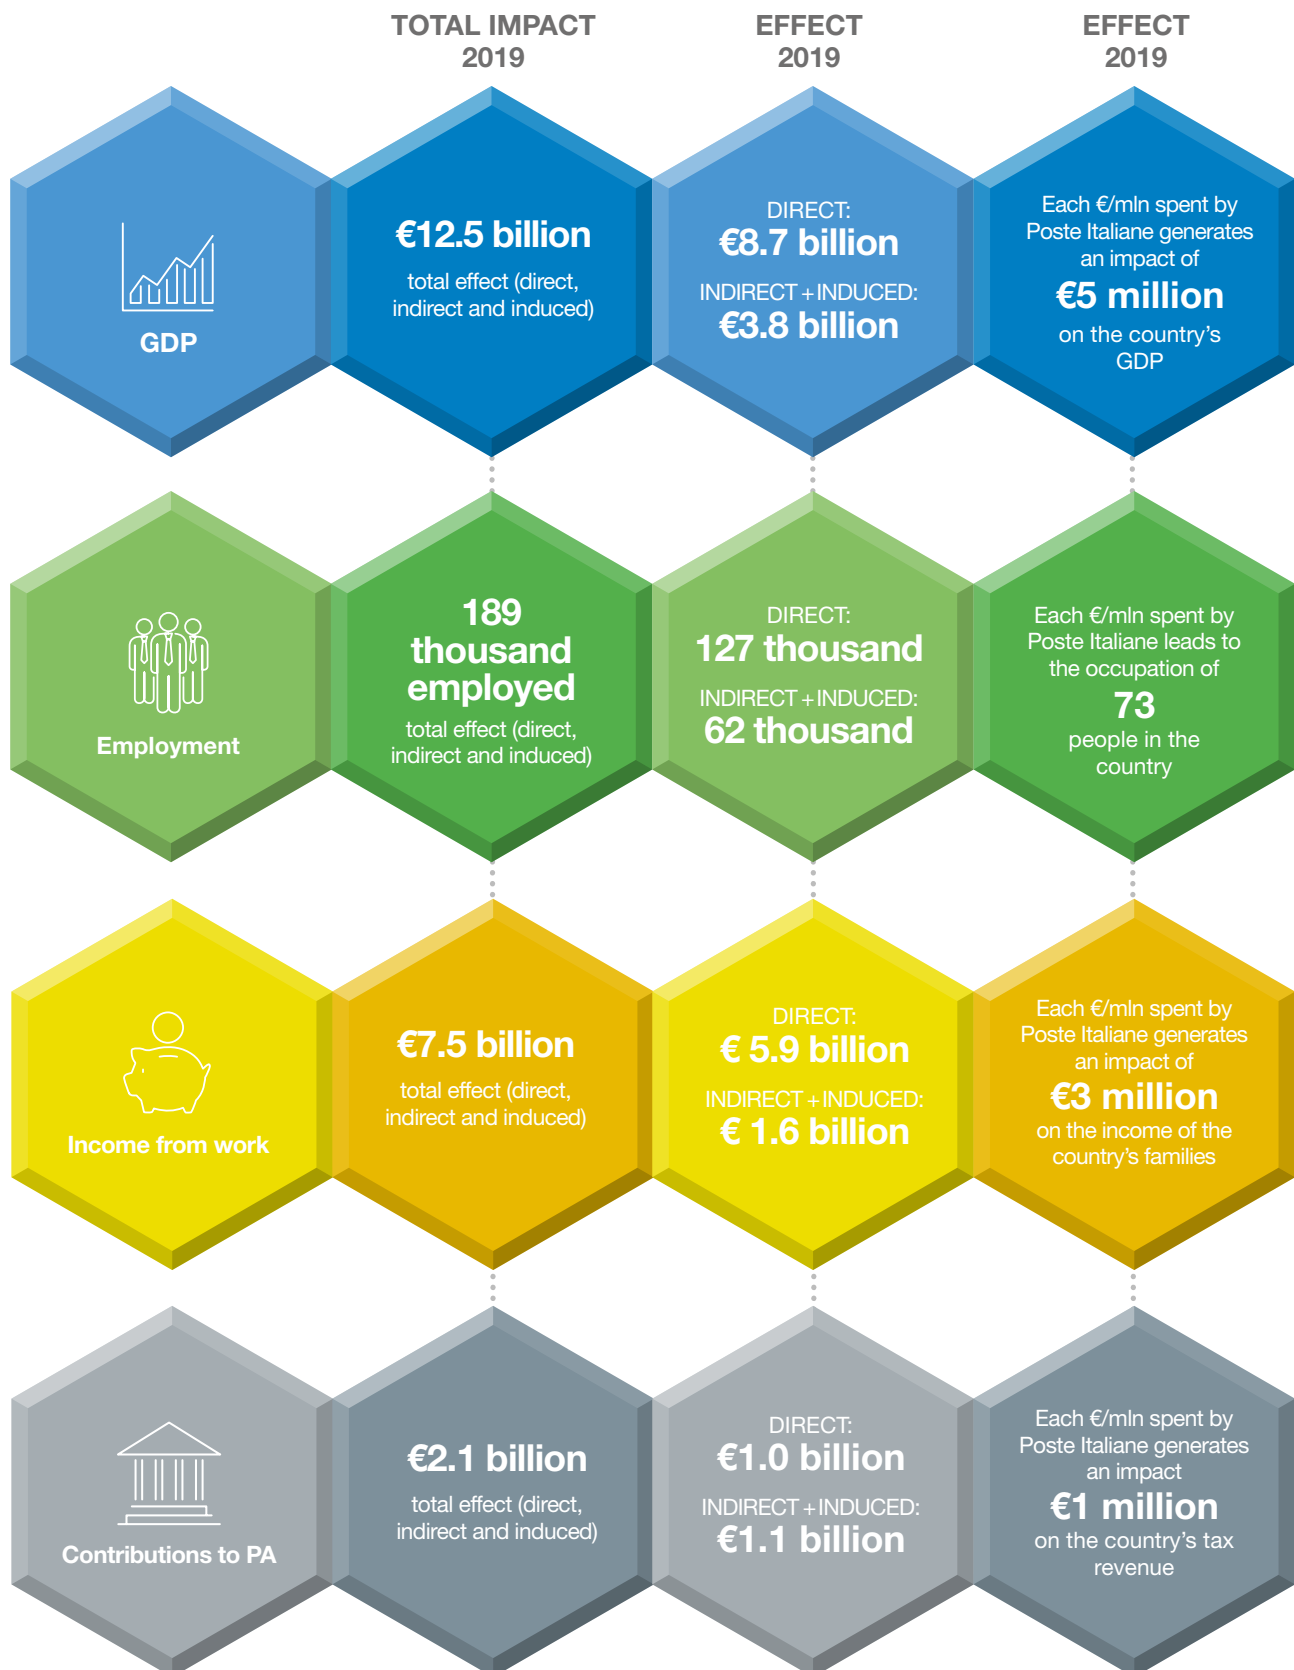 TOTAL IMPACT
2019
EFFECT
2019
EFFECT
2019
GDP
€12.5 billion
total effect (direct,
indirect and induced)
DIRECT:
€8.7 billion
INDIRECT + INDUCED:
€3.8 billion
Each €/mln spent by
Poste Italiane generates
an impact of
€5 million
on the country's
GDP
Employment
189
thousand
employed
total effect (direct,
indirect and induced)
DIRECT:
127 thousand
INDIRECT + INDUCED:
62 thousand
Each €/mln spent by
Poste Italiane leads to
the occupation of
73
people in the
country
Income from work
€7.5 billion
total effect (direct,
indirect and induced)
DIRECT:
€ 5.9 billion
INDIRECT + INDUCED:
€ 1.6 billion
Each €/mln spent by
Poste Italiane generates
an impact of
€3 million
on the income of the
country's families
Contributions to PA
€2.1 billion
total effect (direct,
indirect and induced)
DIRECT:
€1.0 billion
INDIRECT + INDUCED:
€1.1 billion
Each €/mln spent by
Poste Italiane generates
an impact
€1 million
on the country's tax
revenue